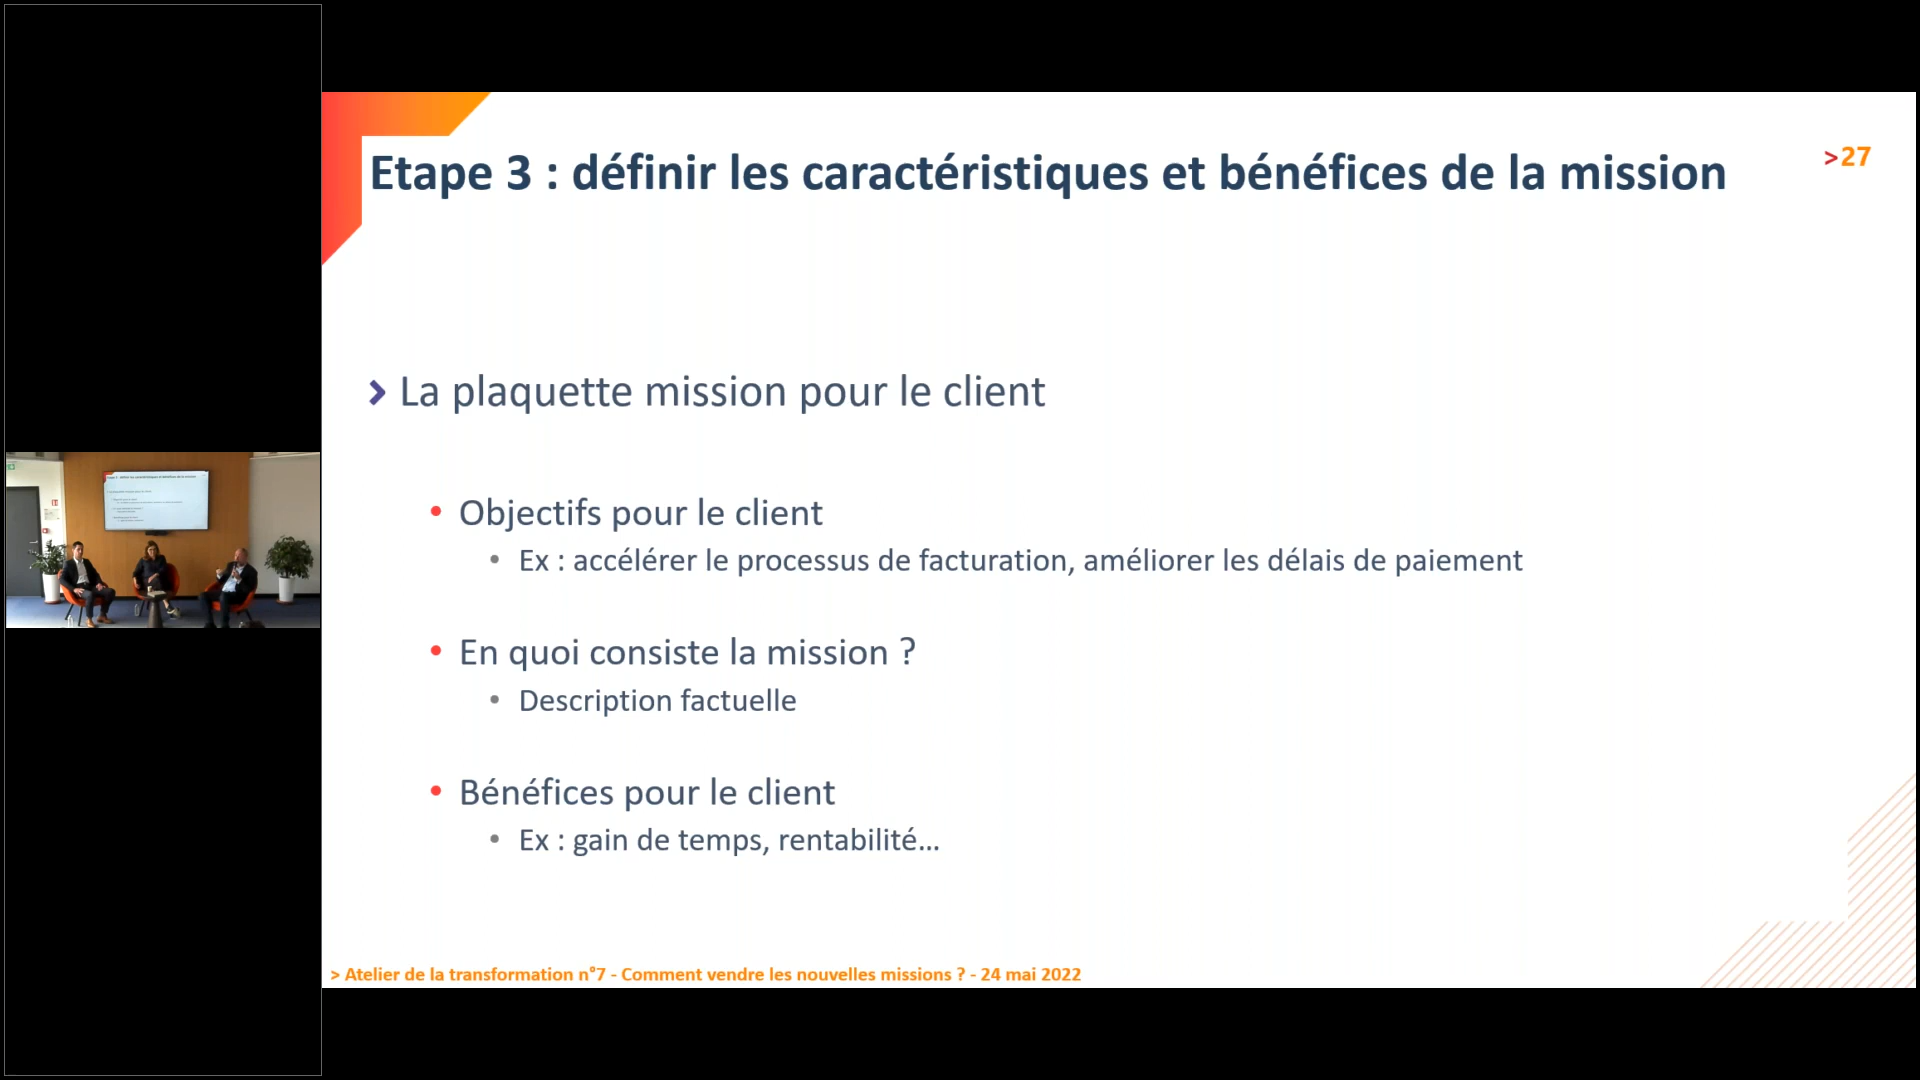 Etape 3 : définir les caractéristiques et bénéfices de la mission
>27
La plaquette mission pour le client
• Objectifs pour le client
• Ex : accélérer le processus de facturation, améliorer les délais de paiement
• En quoi consiste la mission ?
• Description factuelle
• Bénéfices pour le client
• Ex : gain de temps, rentabilité...
> Atelier de la transformation n°7 - Comment vendre les nouvelles missions ? - 24 mai 2022